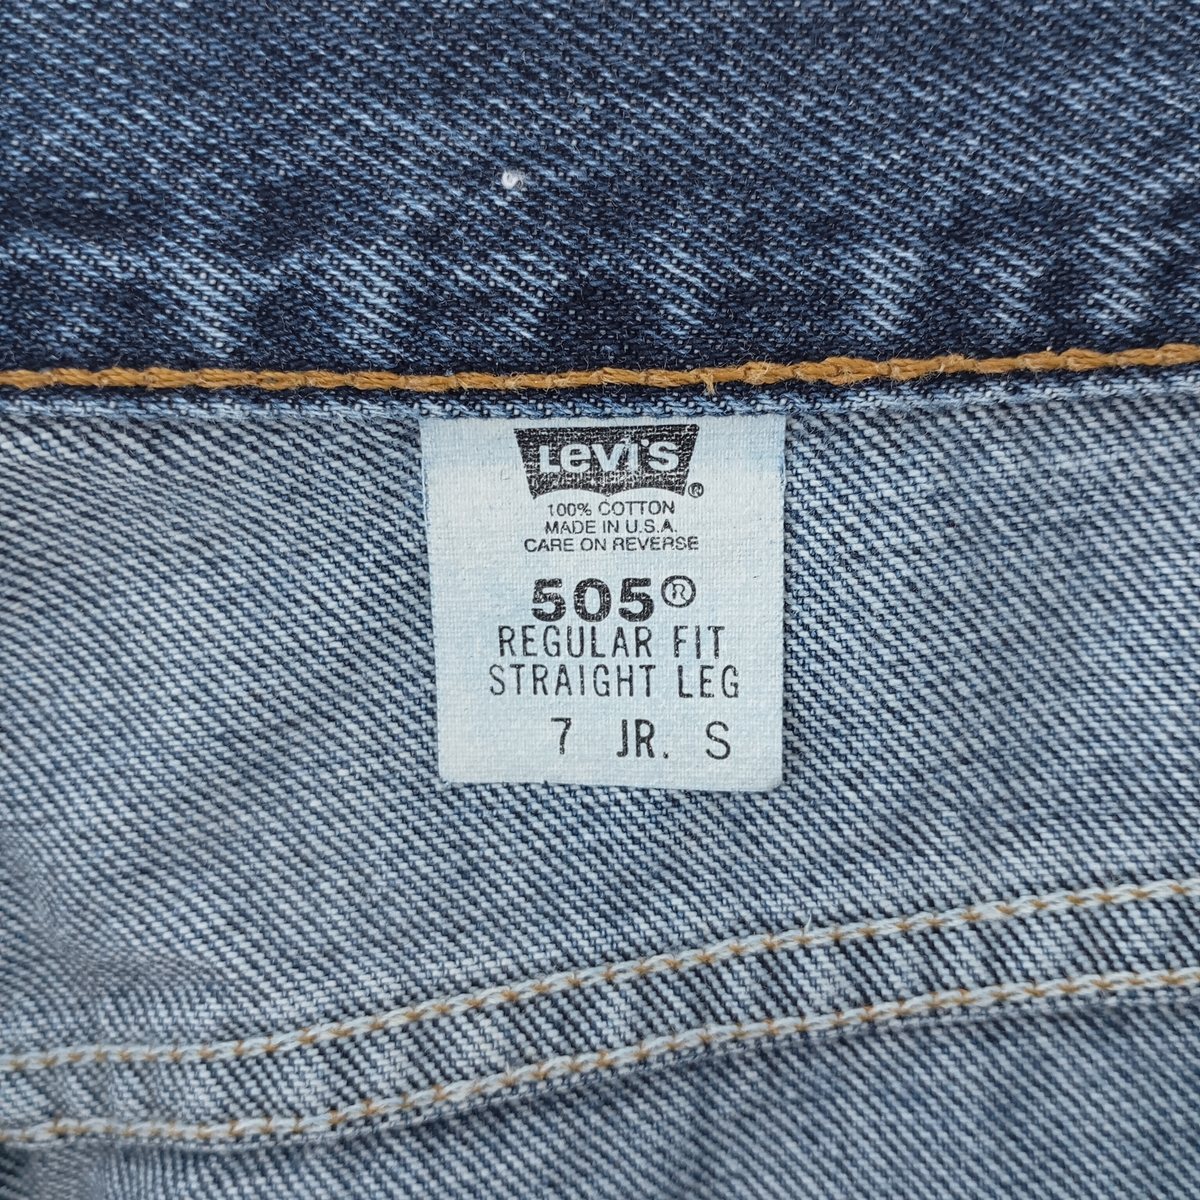 Levi's®
100% COTTON
MADE IN U.S.A.
CARE ON REVERSE
505®
REGULAR FIT
STRAIGHT LEG
7 JR. S